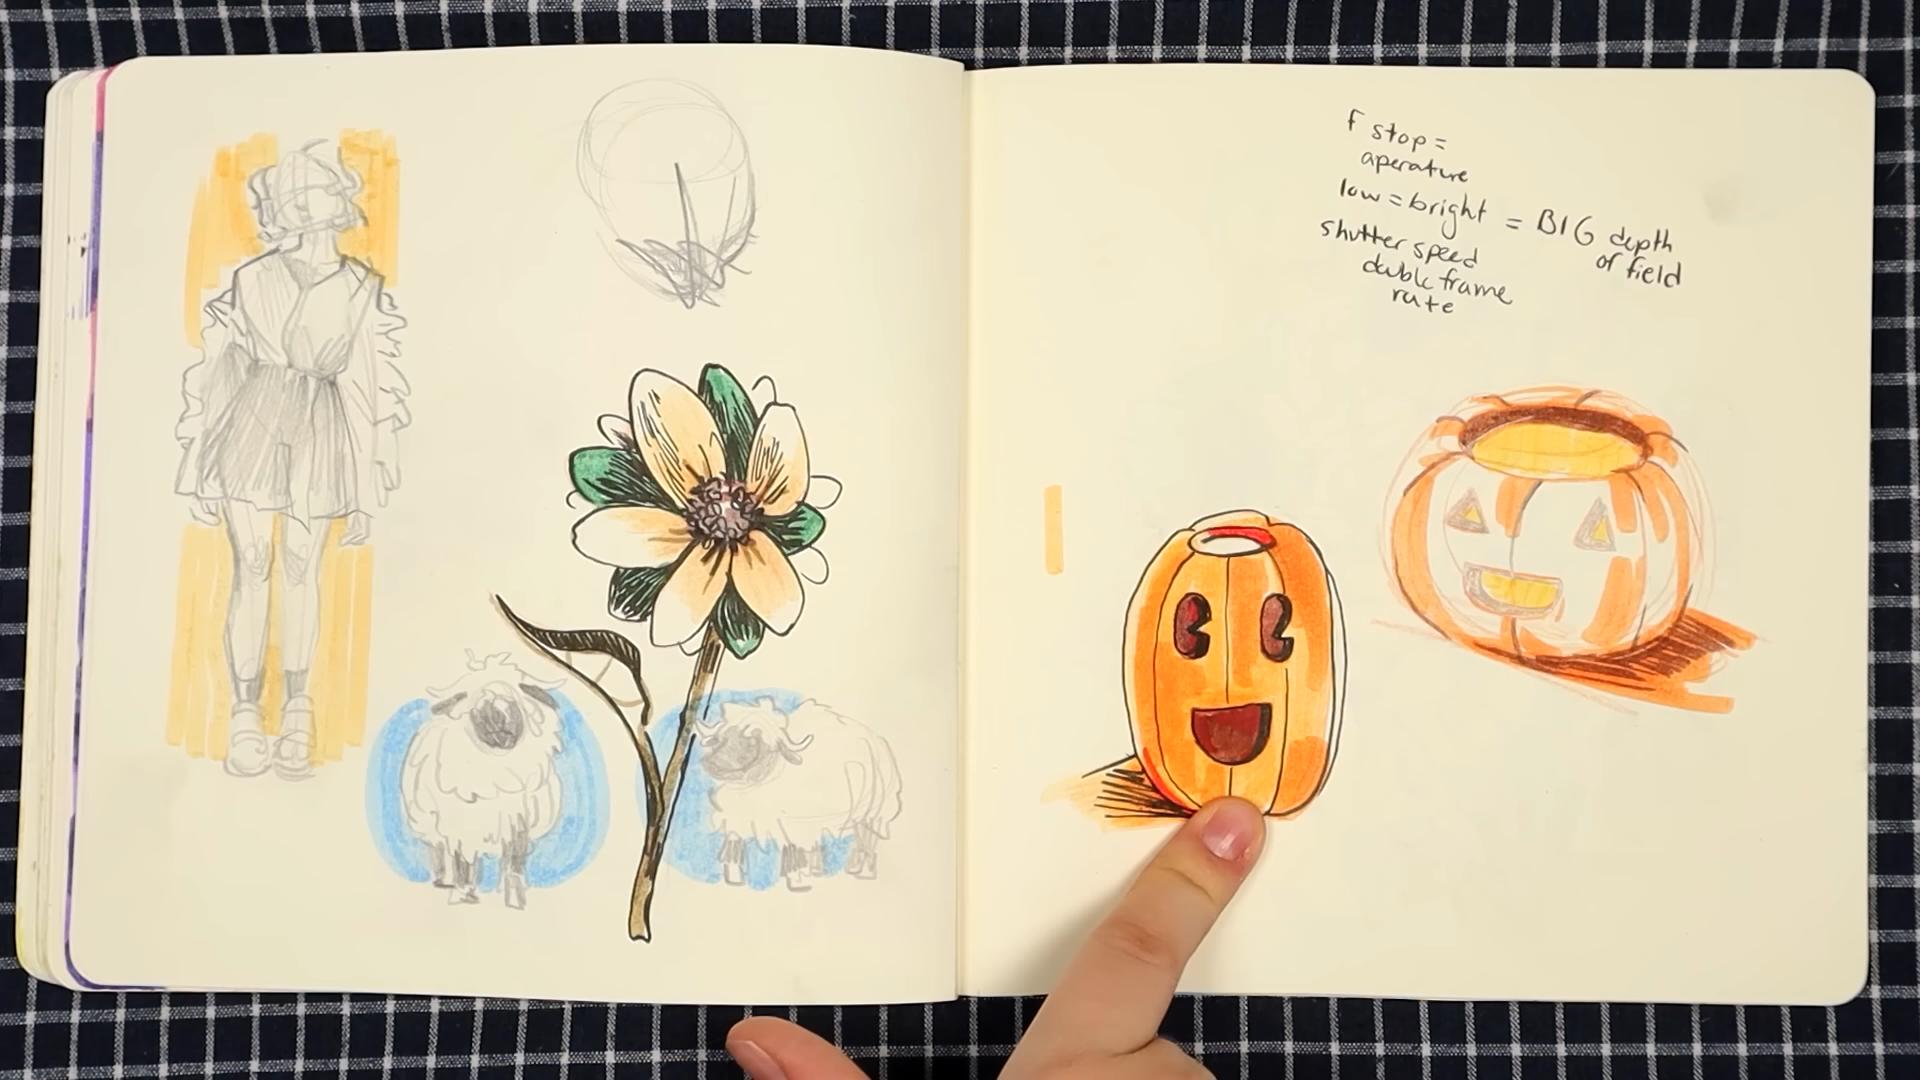 F stop =
aperature
low = bright = BIG depth
of field
shutter speed
double frame
rate